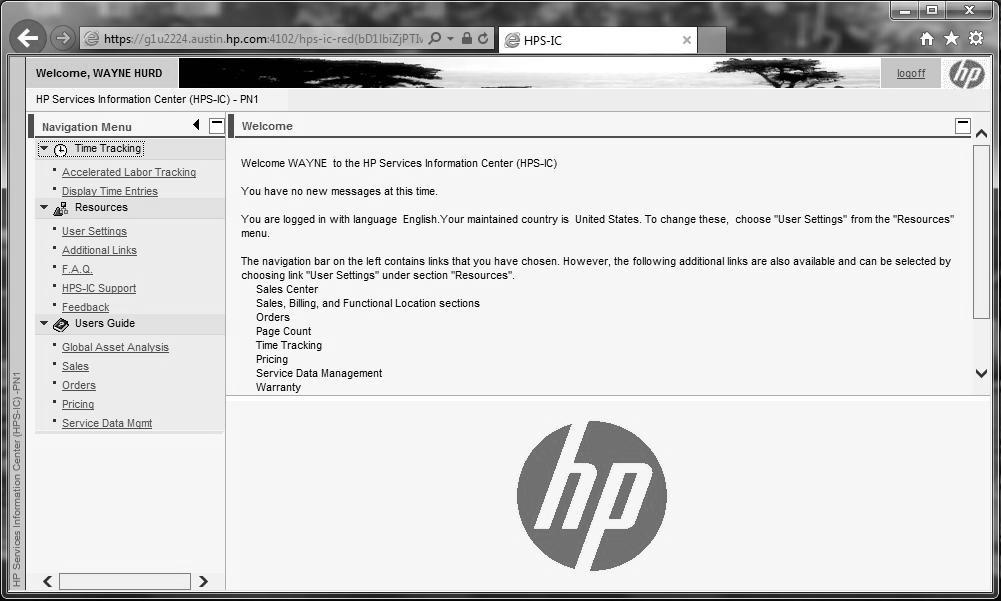 https://g1u2224.austin.hp.com:4102/hps-ic-red(
HPS-IC
Welcome, WAYNE HURD
logoff
hp
HP Services Information Center (HPS-IC) - PN1
Navigation Menu
Time Tracking
Accelerated Labor Tracking
Display Time Entries
Resources
User Settings
Additional Links
F.A.Q.
HPS-IC Support
Feedback
Users Guide
Global Asset Analysis
Sales
Orders
Pricing
Service Data Mgmt
HP Services Information Center (HPS-IC) -PN1
Welcome
Welcome WAYNE to the HP Services Information Center (HPS-IC)
You have no new messages at this time.
You are logged in with language English.Your maintained country is United States. To change these, choose "User Settings" from the "Resources"
menu.
The navigation bar on the left contains links that you have chosen. However, the following additional links are also available and can be selected by
choosing link "User Settings" under section "Resources".
Sales Center
Sales, Billing, and Functional Location sections
Orders
Page Count
Time Tracking
Pricing
Service Data Management
Warranty
hp